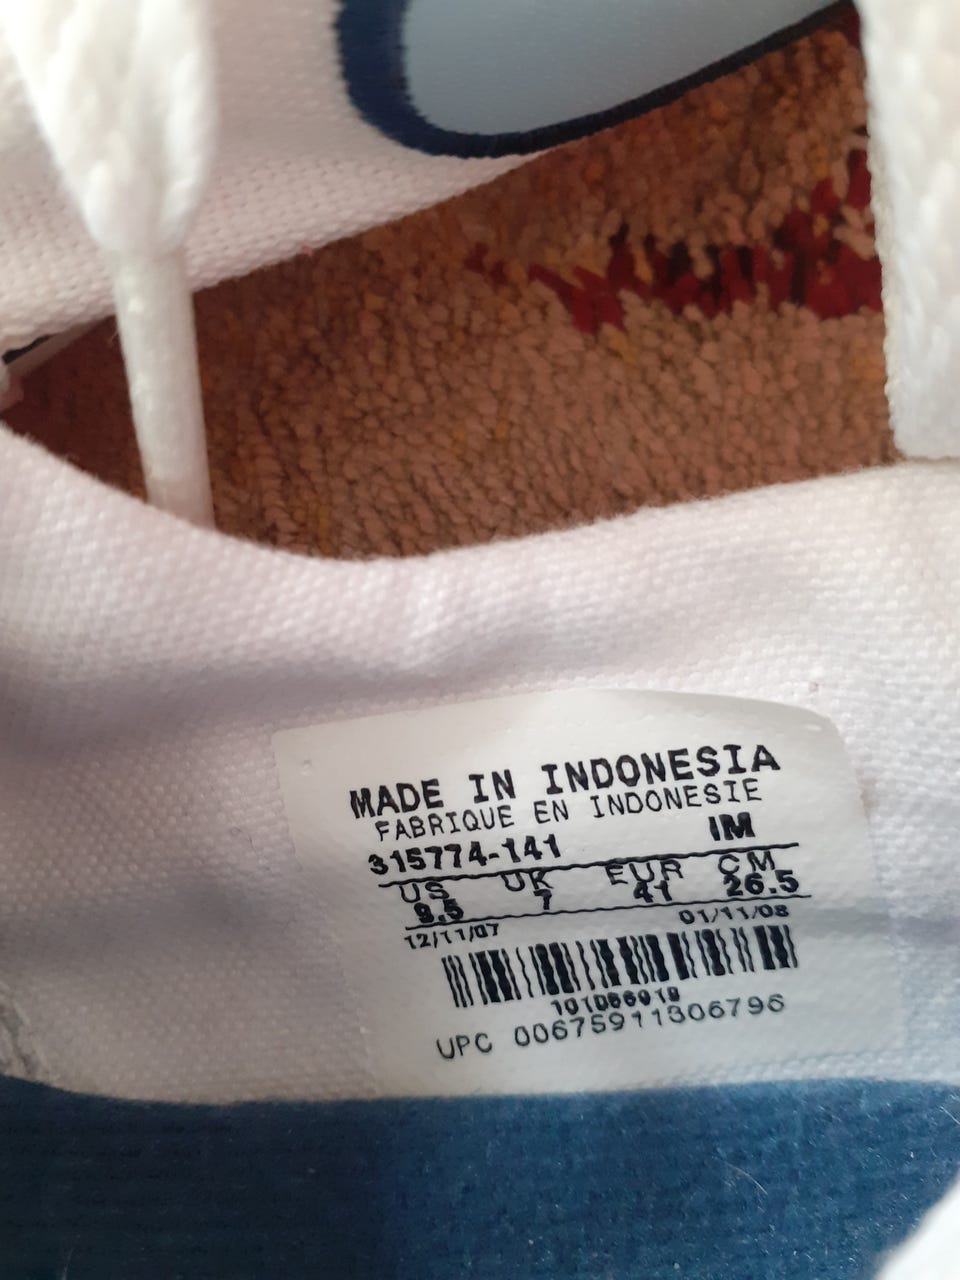 MADE IN INDONESIA
FABRIQUE EN INDONESIE
315774-141 IM
US UK EUR CM
9.5 7 41 26.5
12/11/07 01/11/08
101086019
UPC 00675911306796